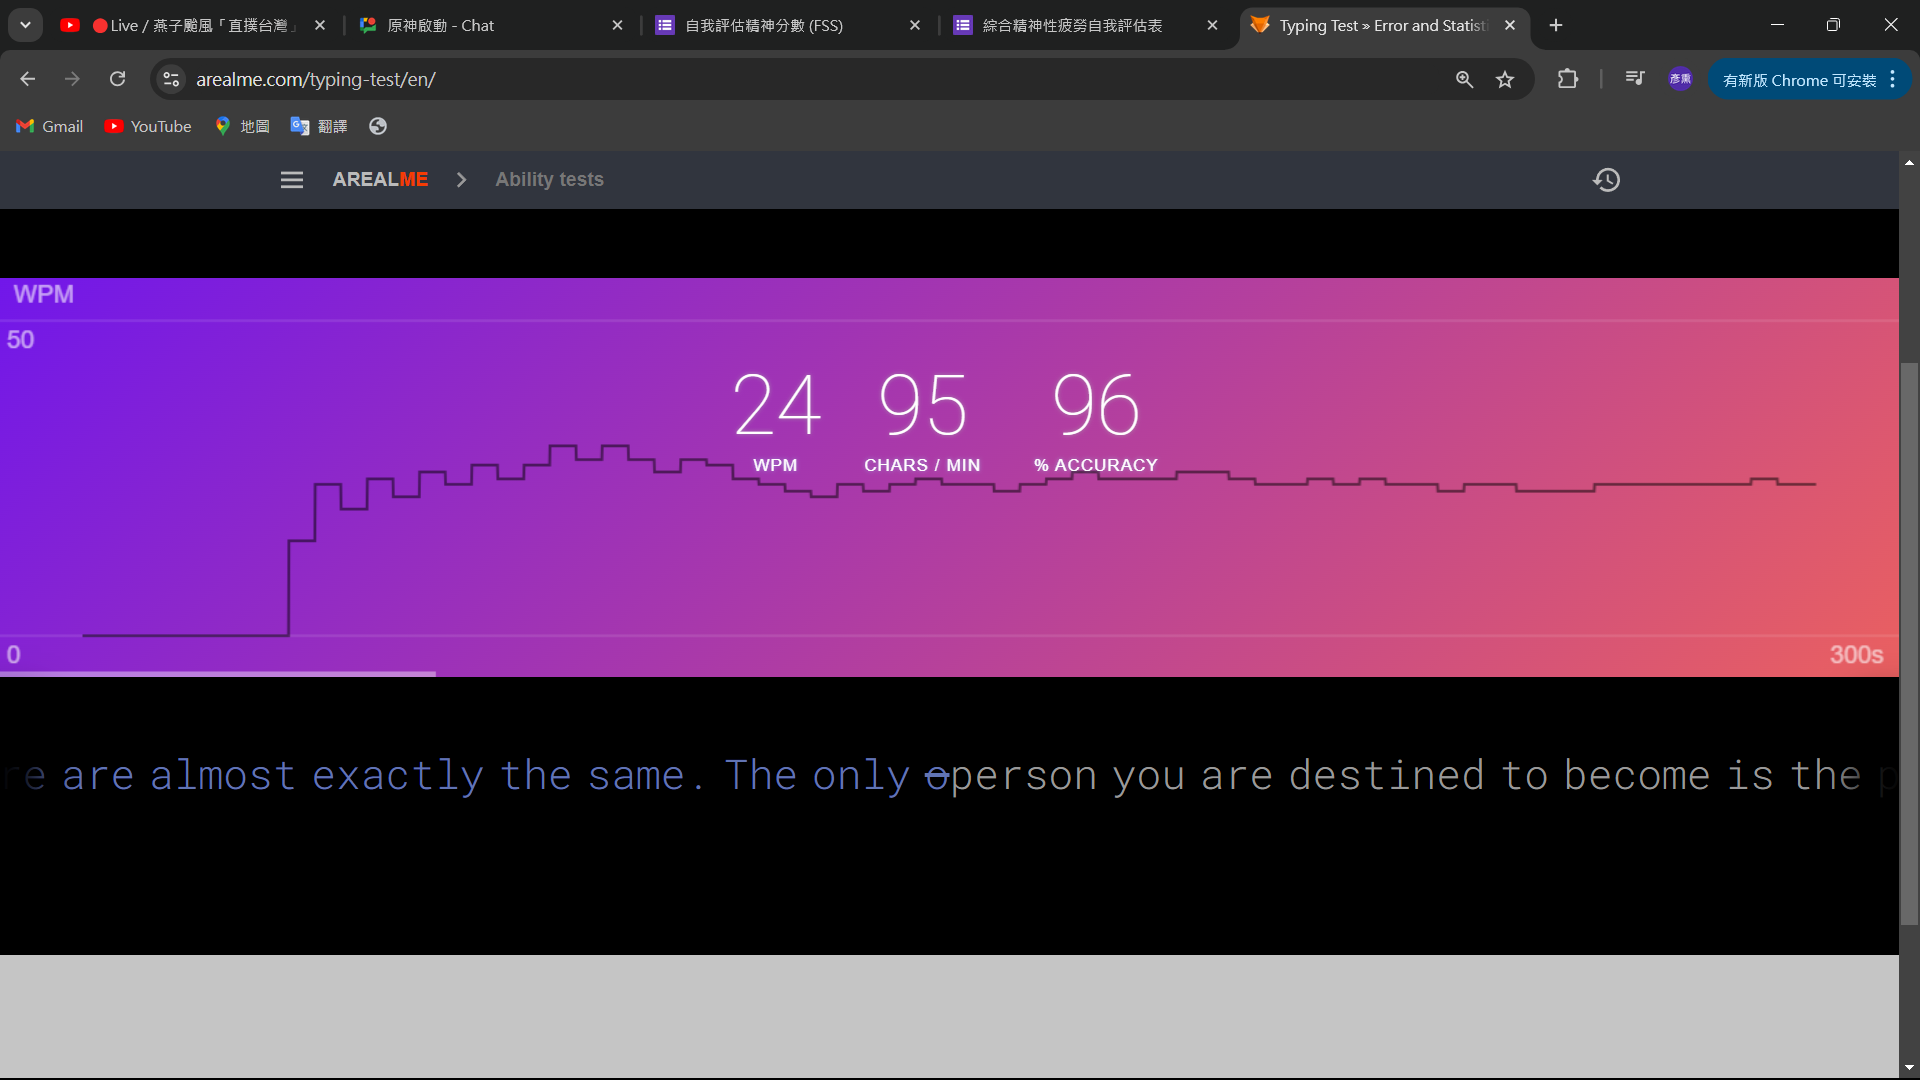 Live / 燕子颱風「直撲台灣」
原神啟動 - Chat
自我評估精神分數 (FSS)
綜合精神性疲勞自我評估表
Typing Test » Error and Statisti
arealme.com/typing-test/en/
彥熏
有新版 Chrome 可安裝
Gmail
YouTube
地圖
翻譯
AREALME
Ability tests
WPM
50
24 95 96
WPM CHARS / MIN % ACCURACY
0
300s
re are almost exactly the same. The only operson you are destined to become is the p